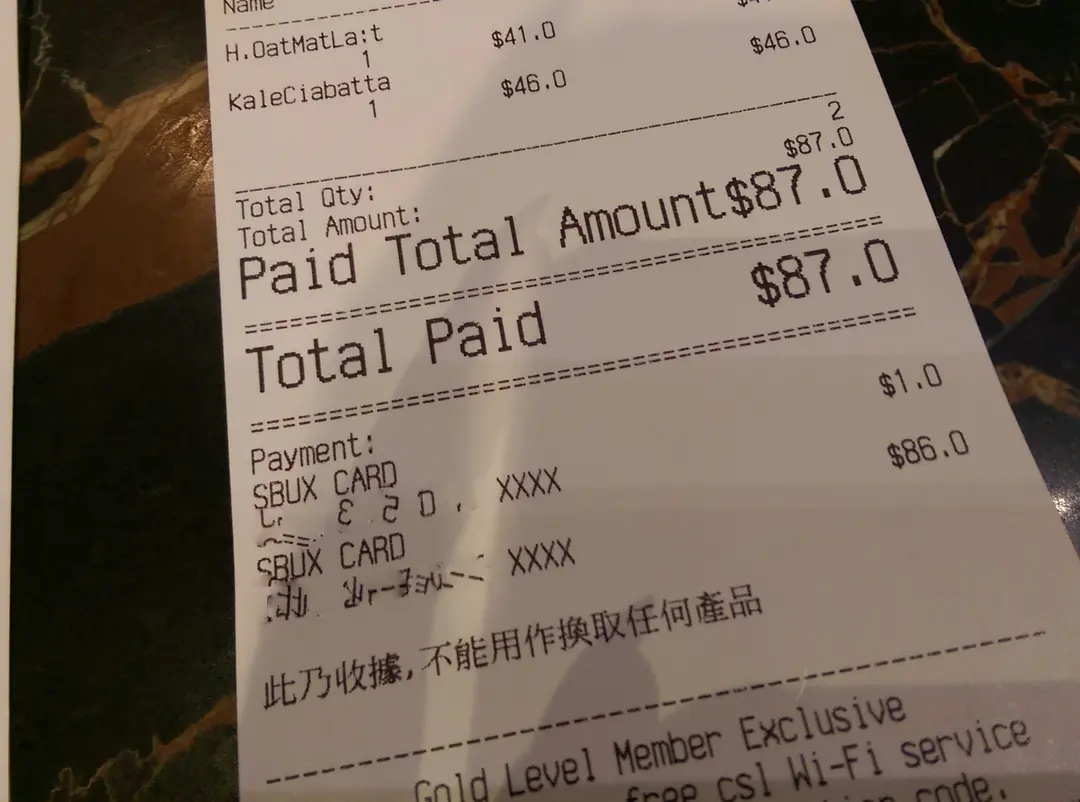 Name
H.OatMatLa:t $41.0
1
KaleCiabatta $46.0 $46.0
1
Total Qty: 2
Total Amount: $87.0
Paid Total Amount$87.0
Total Paid $87.0
Payment:
SBUX CARD $1.0
XXXX
SBUX CARD $86.0
XXXX
此乃收據,不能用作換取任何產品
Gold Level Member Exclusive
free csl Wi-Fi service
code.